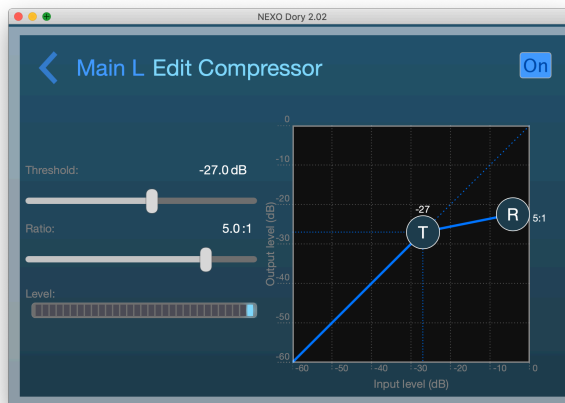 NEXO Dory 2.02
Main L Edit Compressor
On
Threshold: -27.0 dB
Ratio: 5.0:1
Level:
Output level (dB)
0
-10
-20
-30
-40
-50
-60
-27
T
R
5:1
-60 -50 -40 -30 -20 -10 0
Input level (dB)